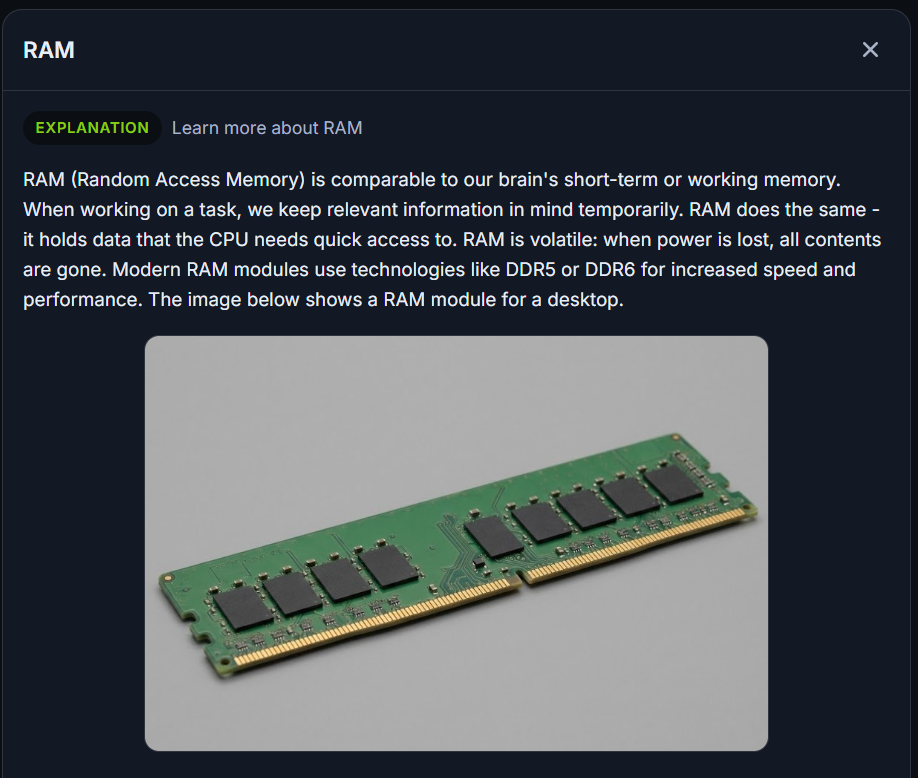 RAM
EXPLANATION Learn more about RAM
RAM (Random Access Memory) is comparable to our brain's short-term or working memory.
When working on a task, we keep relevant information in mind temporarily. RAM does the same -
it holds data that the CPU needs quick access to. RAM is volatile: when power is lost, all contents
are gone. Modern RAM modules use technologies like DDR5 or DDR6 for increased speed and
performance. The image below shows a RAM module for a desktop.